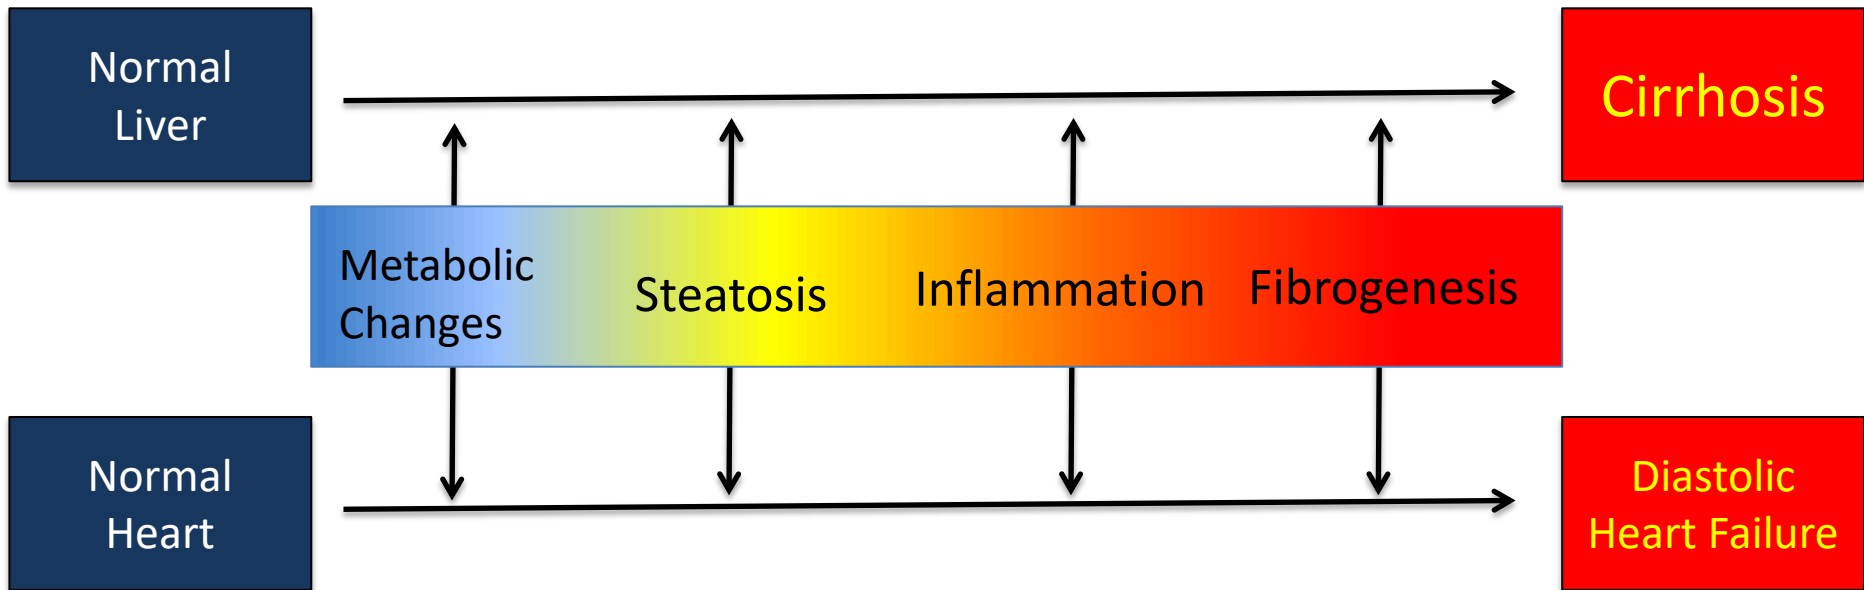 Normal
Liver
Cirrhosis
Metabolic
Changes
Steatosis
Inflammation
Fibrogenesis
Normal
Heart
Diastolic
Heart Failure